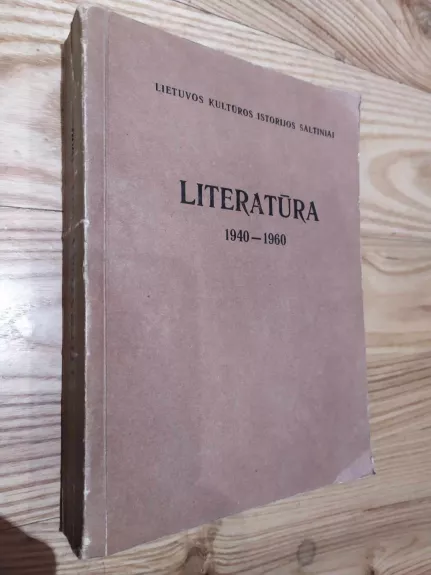 LIETUVOS KULTŪROS ISTORIJOS ŠALTINIAI
LITERATŪRA
1940—1960